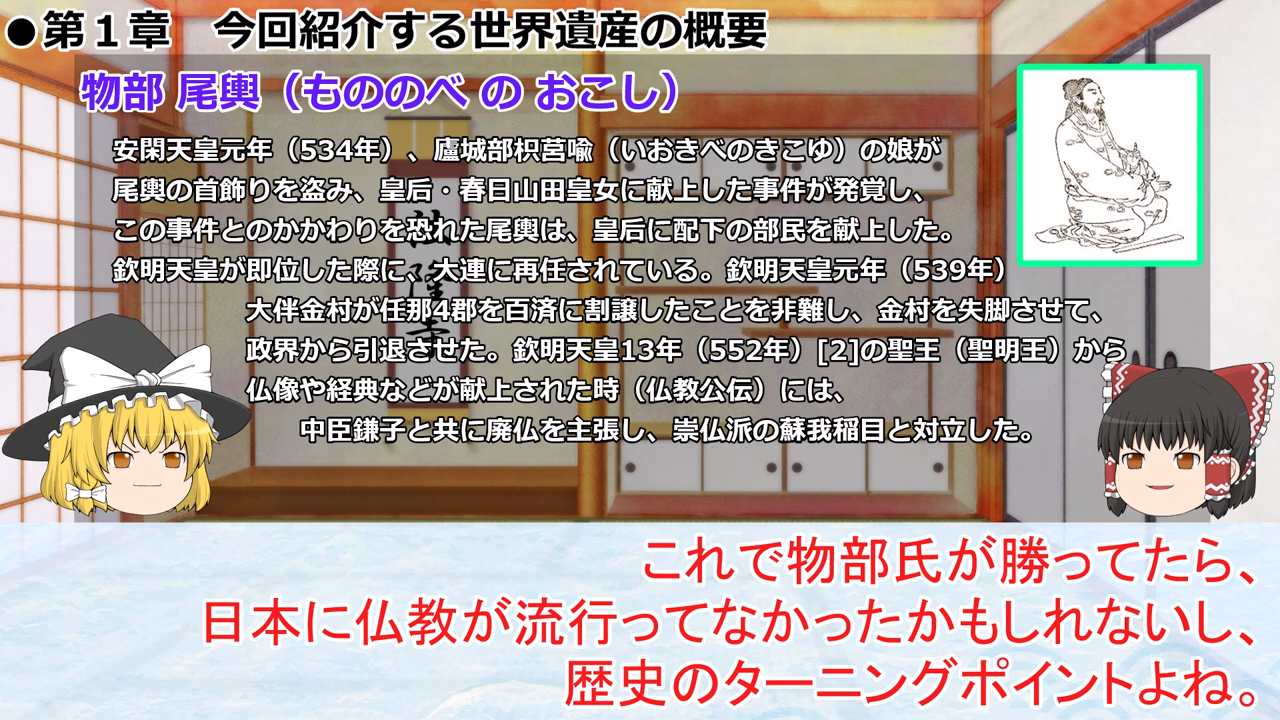 ●第１章　今回紹介する世界遺産の概要
物部 尾輿（もののべ の おこし）
安閑天皇元年（534年）、廬城部枳莒喩（いおきべのきこゆ）の娘が
尾輿の首飾りを盗み、皇后・春日山田皇女に献上した事件が発覚し、
この事件とのかかわりを恐れた尾輿は、皇后に配下の部民を献上した。
欽明天皇が即位した際に、大連に再任されている。欽明天皇元年（539年）
大伴金村が任那4郡を百済に割譲したことを非難し、金村を失脚させて、
政界から引退させた。欽明天皇13年（552年）[2]の聖王（聖明王）から
仏像や経典などが献上された時（仏教公伝）には、
中臣鎌子と共に廃仏を主張し、崇仏派の蘇我稲目と対立した。
これで物部氏が勝ってたら、
日本に仏教が流行ってなかったかもしれないし、
歴史のターニングポイントよね。